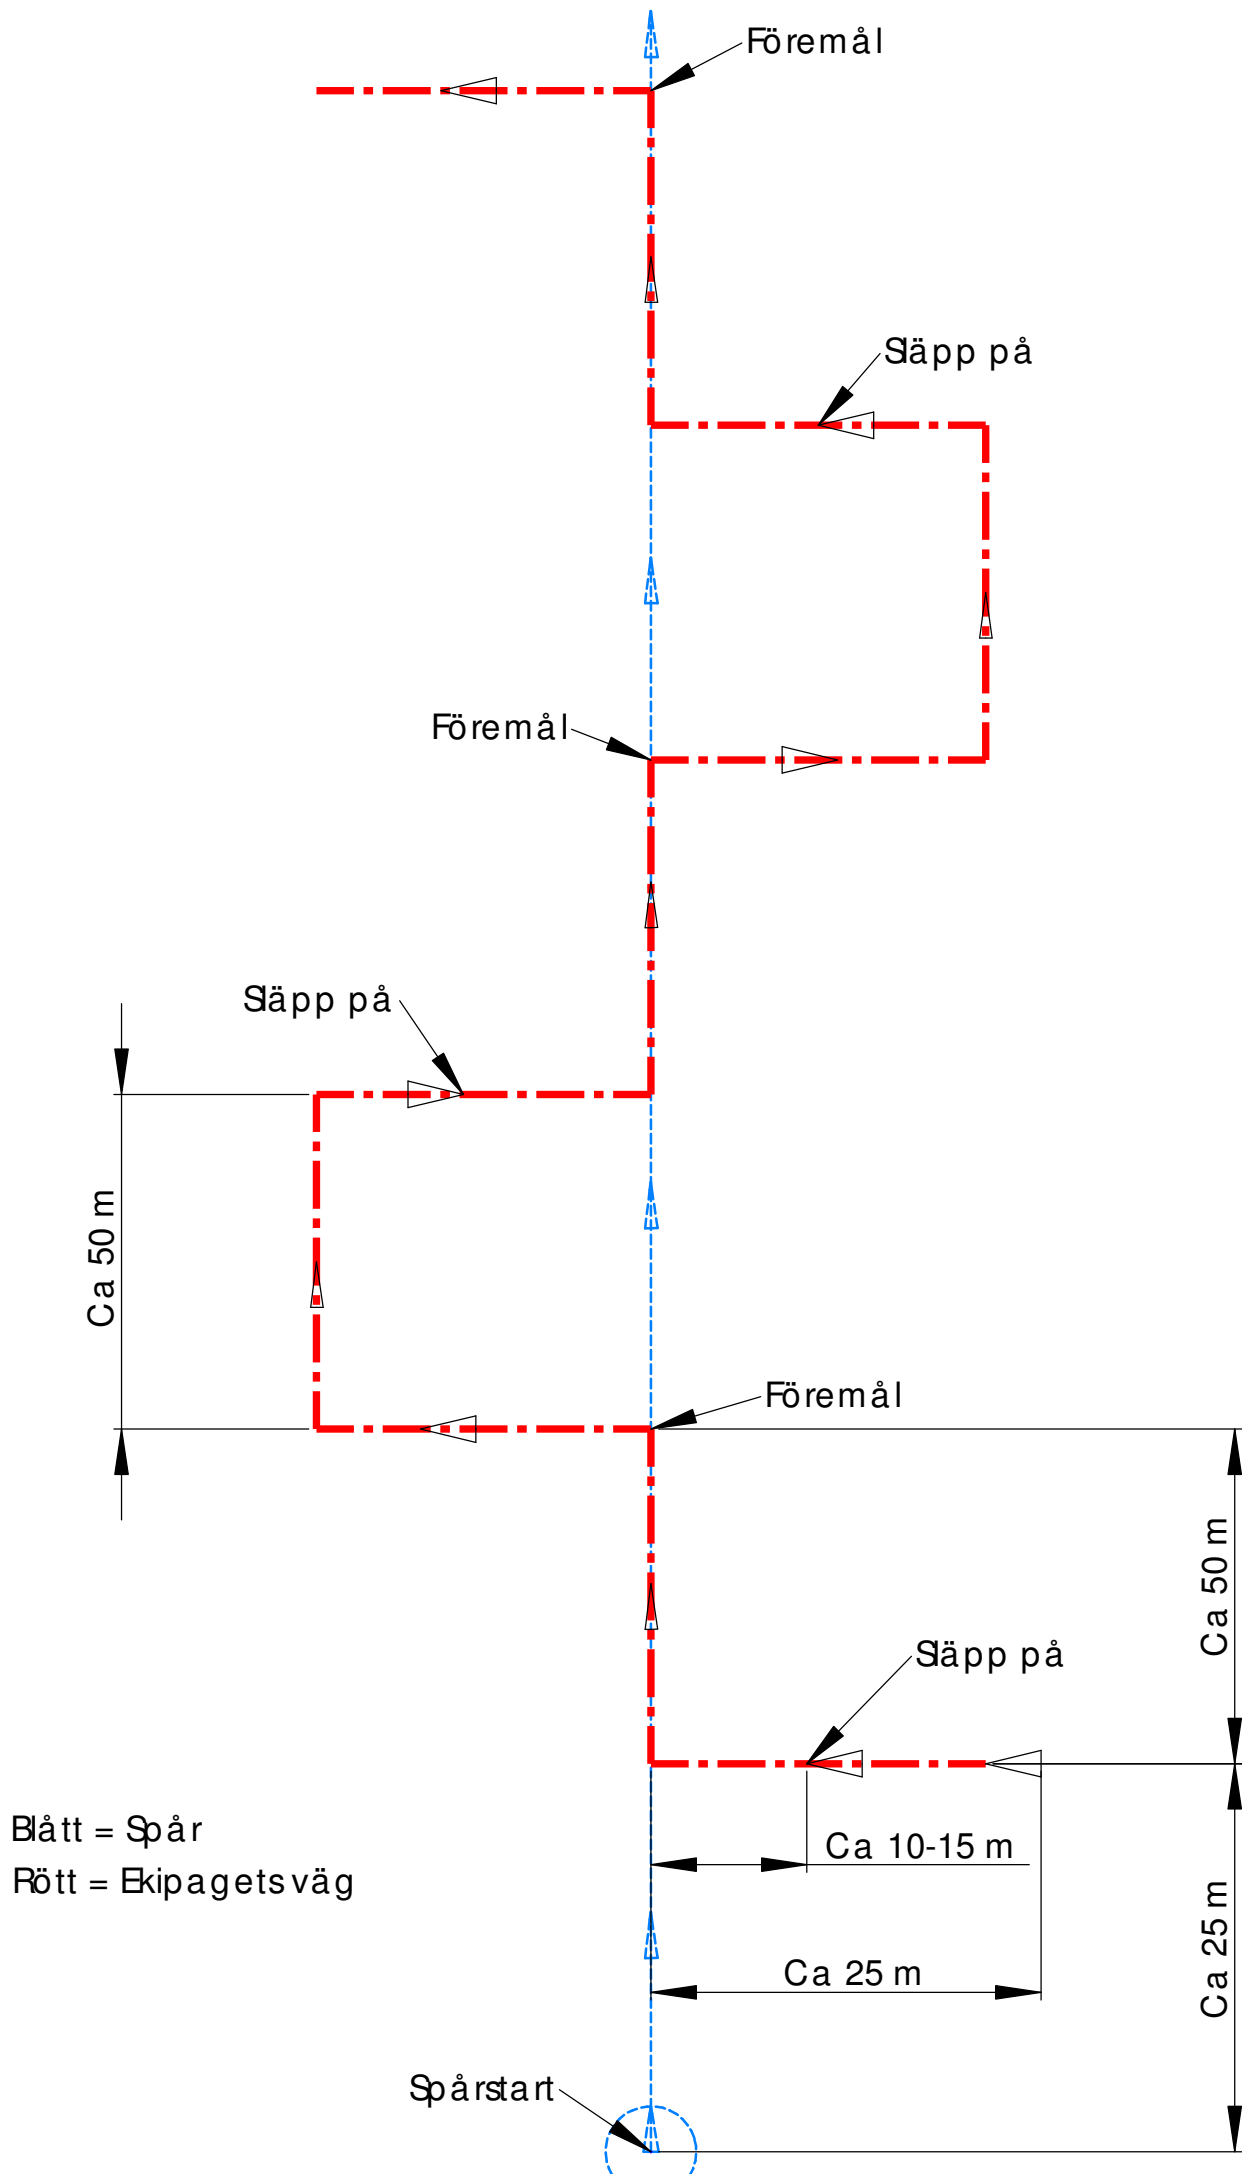 Föremål
Släpp på
Föremål
Släpp på
Ca 50 m
Föremål
Ca 50 m
Släpp på
Blått = Spår
Ca 10-15 m
Rött = Ekipagets väg
Ca 25 m
Ca 25 m
Spårstart